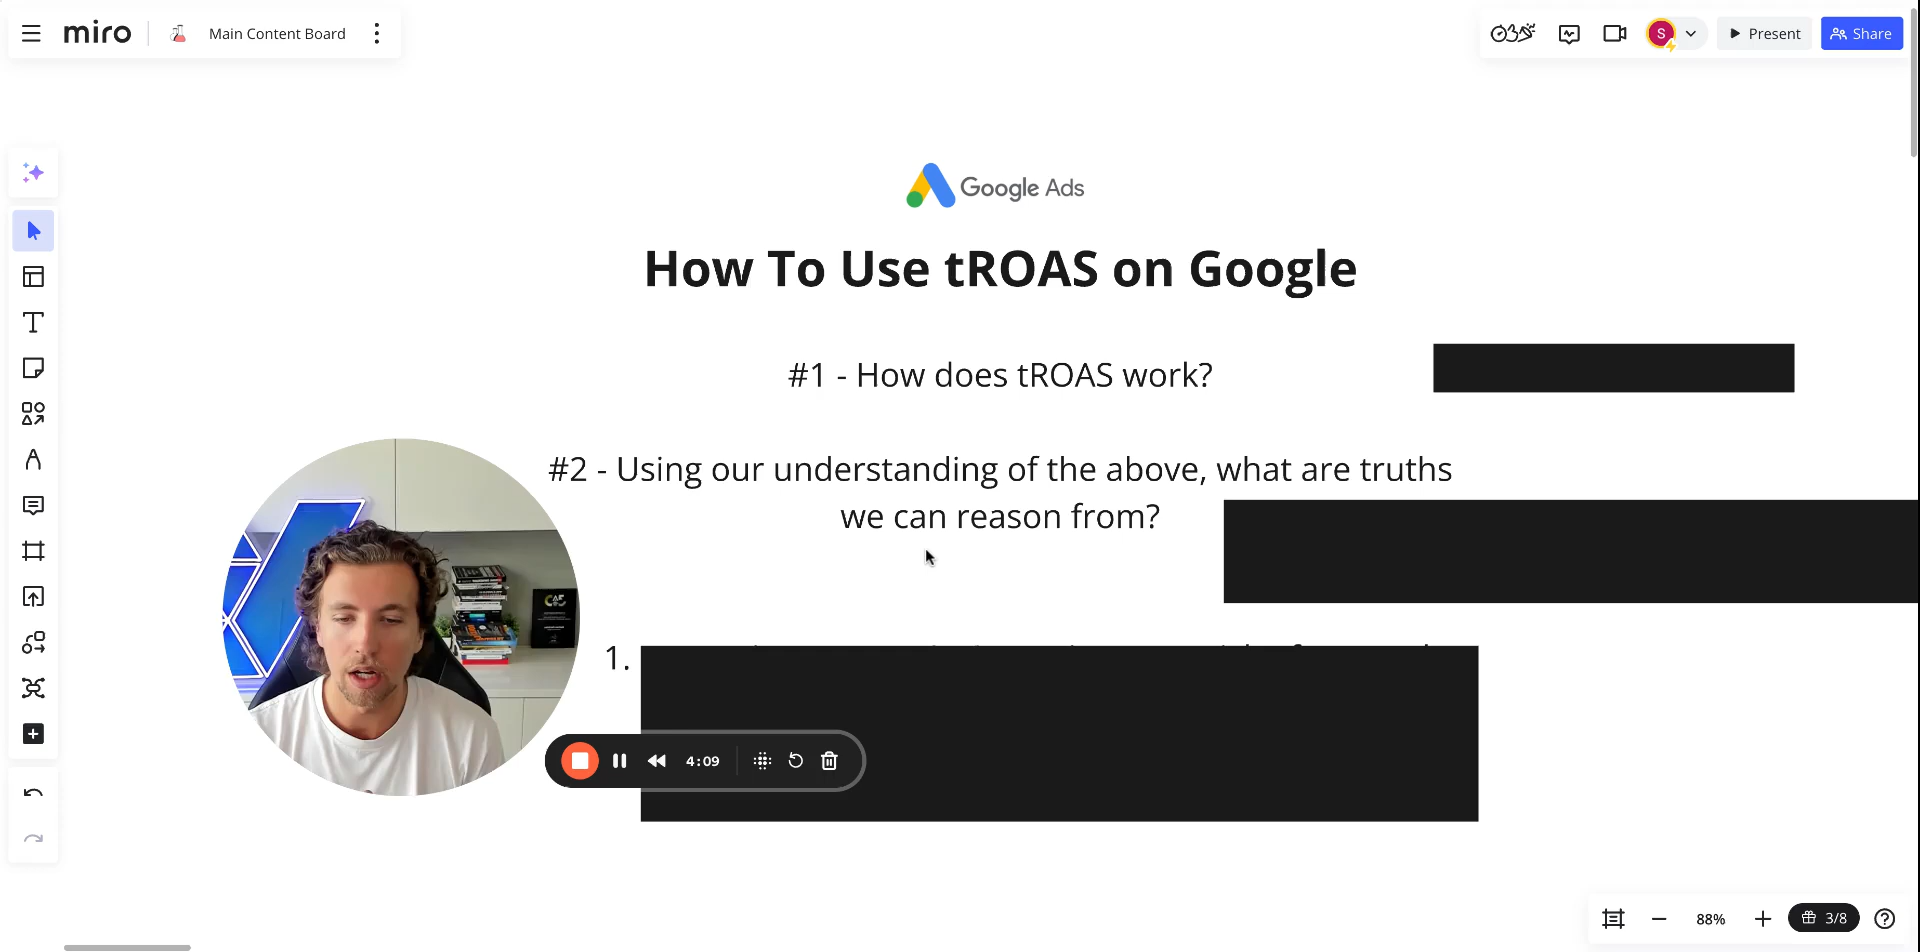 miro
Main Content Board
S
Present
Share
Google Ads
How To Use tROAS on Google
#1 - How does tROAS work?
#2 - Using our understanding of the above, what are truths
we can reason from?
1.
4:09
88%
3/8